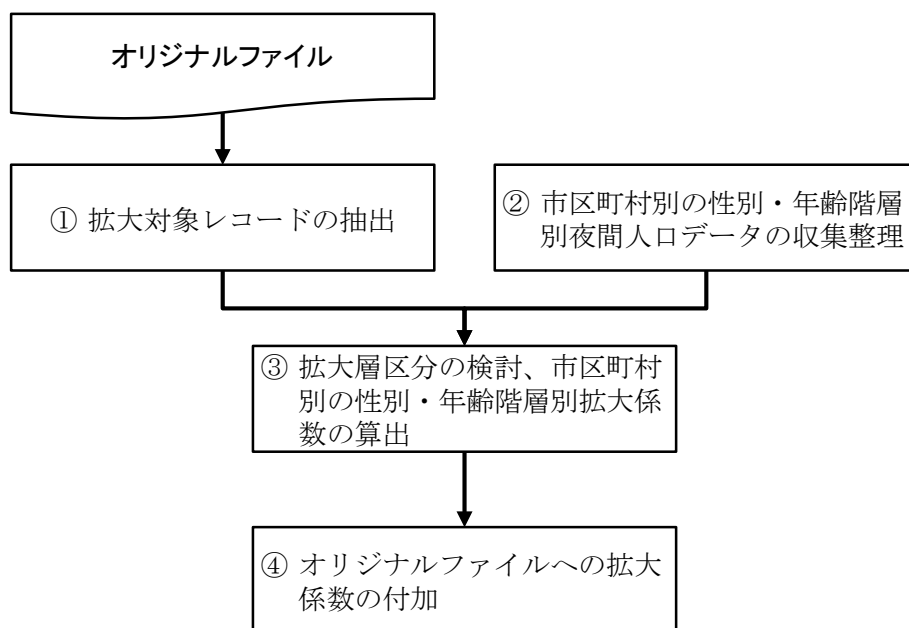 オリジナルファイル
① 拡大対象レコードの抽出
② 市区町村別の性別・年齢階層
別夜間人口データの収集整理
③ 拡大層区分の検討、市区町村
別の性別・年齢階層別拡大係
数の算出
④ オリジナルファイルへの拡大
係数の付加